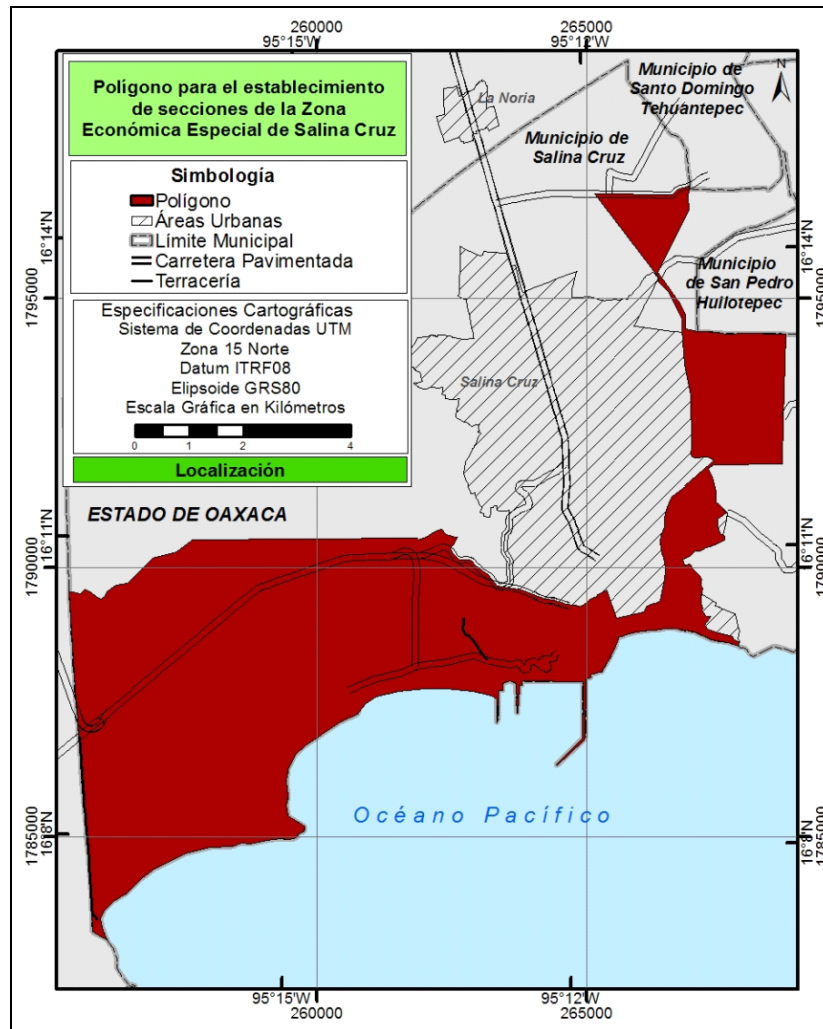 260000
265000
95°15'W
95°12'W
Polígono para el establecimiento
de secciones de la Zona
Económica Especial de Salina Cruz
Simbología
Polígono
Áreas Urbanas
Límite Municipal
Carretera Pavimentada
Terracería
Especificaciones Cartográficas
Sistema de Coordenadas UTM
Zona 15 Norte
Datum ITRF08
Elipsoide GRS80
Escala Gráfica en Kilómetros
0 1 2 4
Localización
N
La Noria
Municipio de
Santo Domingo
Tehuantepec
Municipio de
Salina Cruz
Municipio
de San Pedro
Huilotepec
Salina Cruz
ESTADO DE OAXACA
Océano Pacífico
16°14'N
1795000
16°11'N
1790000
16°8'N
1785000
16°14'N
1795000
16°11'N
1790000
16°8'N
1785000
95°15'W
95°12'W
260000
265000